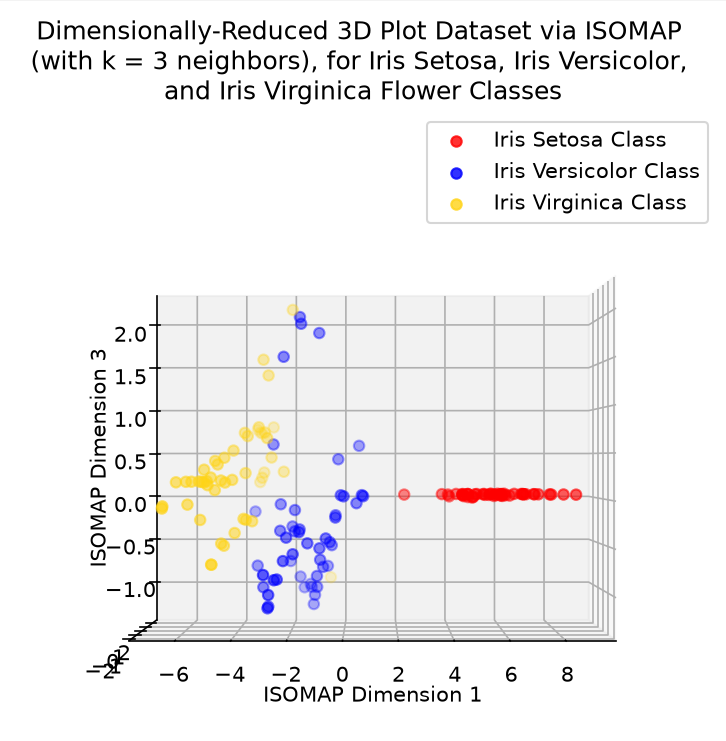 Dimensionally-Reduced 3D Plot Dataset via ISOMAP
(with k = 3 neighbors), for Iris Setosa, Iris Versicolor,
and Iris Virginica Flower Classes
Iris Setosa Class
Iris Versicolor Class
Iris Virginica Class
2.0
1.5
1.0
0.5
0.0
−0.5
−1.0
ISOMAP Dimension 3
−6 −4 −2 0 2 4 6 8
ISOMAP Dimension 1